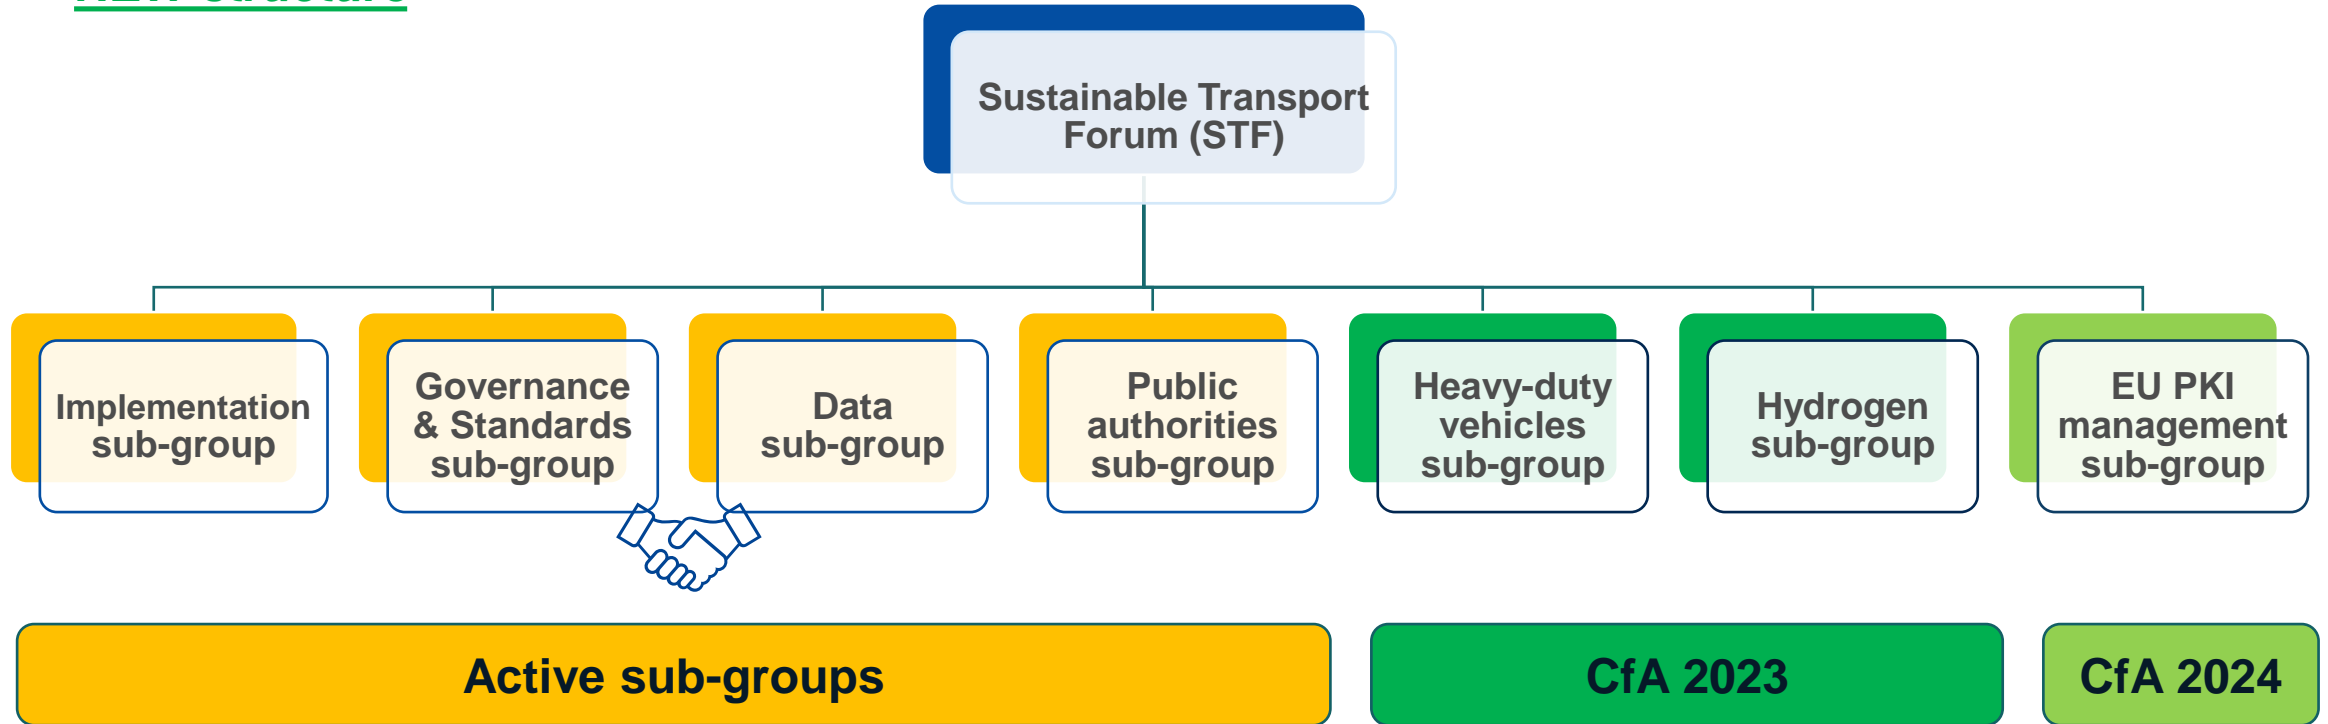 NEW structure
Sustainable Transport
Forum (STF)
Implementation
sub-group
Governance
& Standards
sub-group
Data
sub-group
Public
authorities
sub-group
Heavy-duty
vehicles
sub-group
Hydrogen
sub-group
EU PKI
management
sub-group
Active sub-groups
CfA 2023
CfA 2024